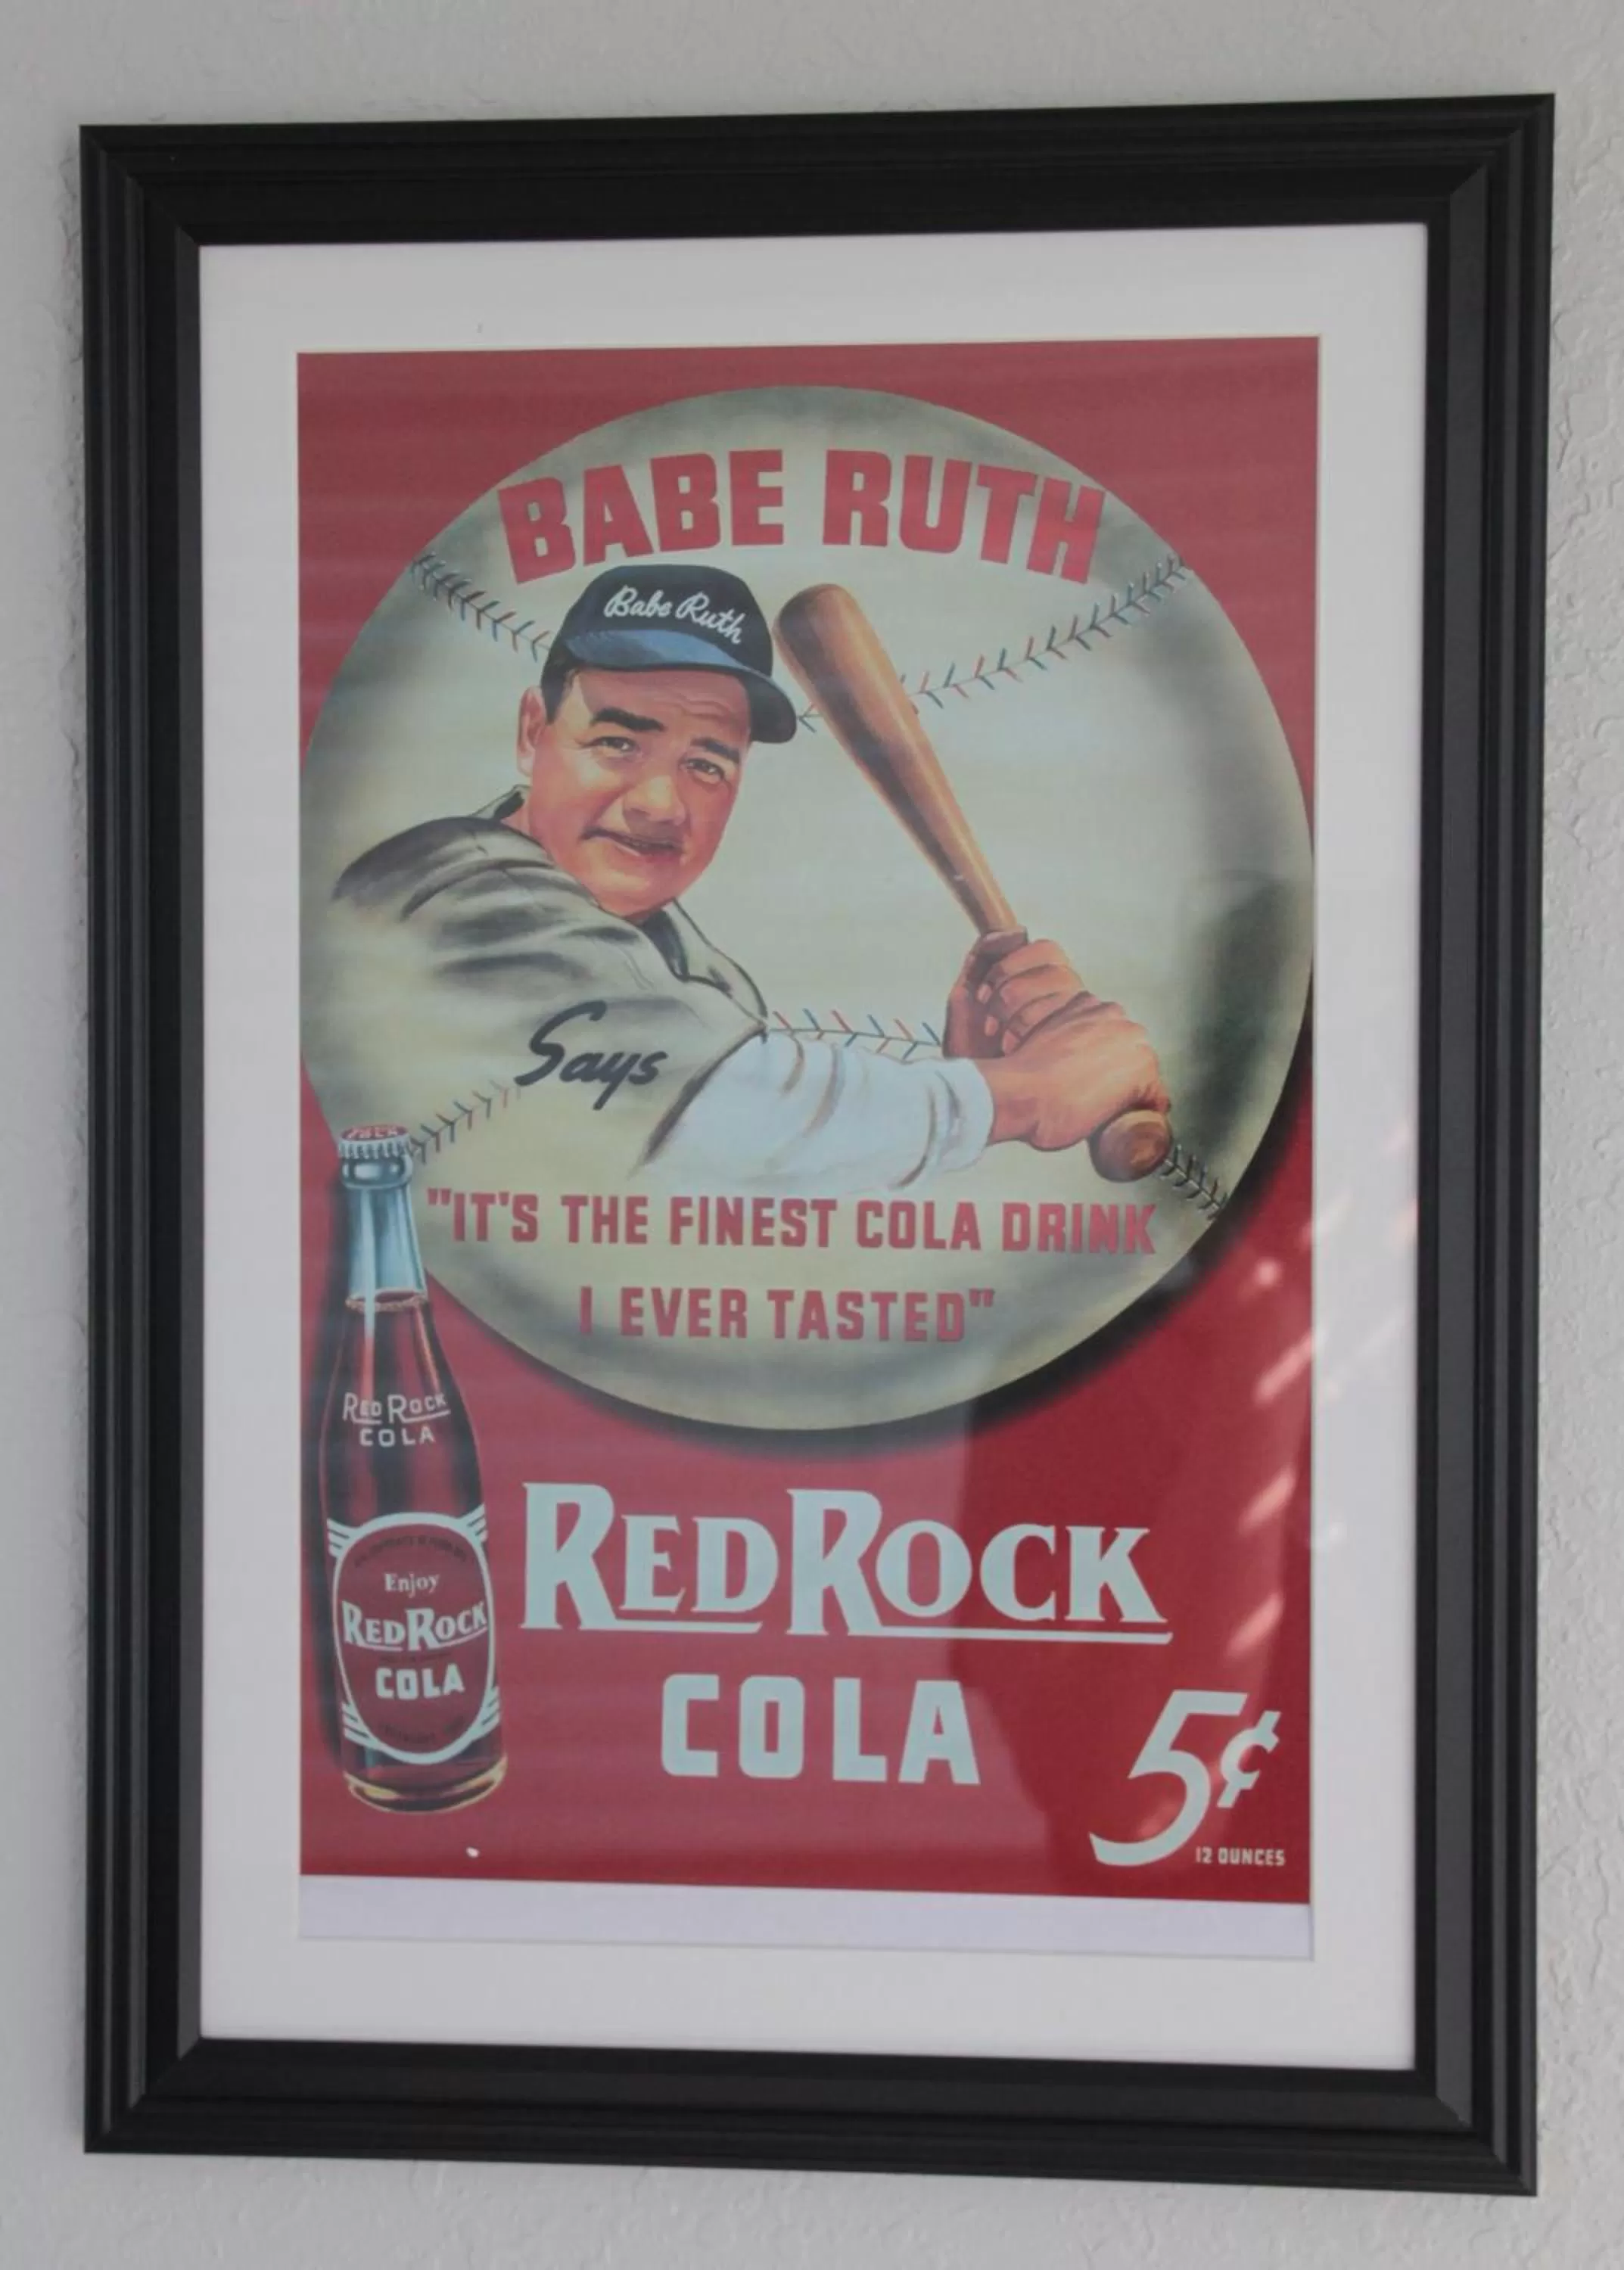 BABE RUTH
Babe Ruth
Says
"IT'S THE FINEST COLA DRINK
I EVER TASTED"
RED ROCK
COLA
Enjoy
RED ROCK
COLA
RED ROCK
COLA
5¢
12 OUNCES